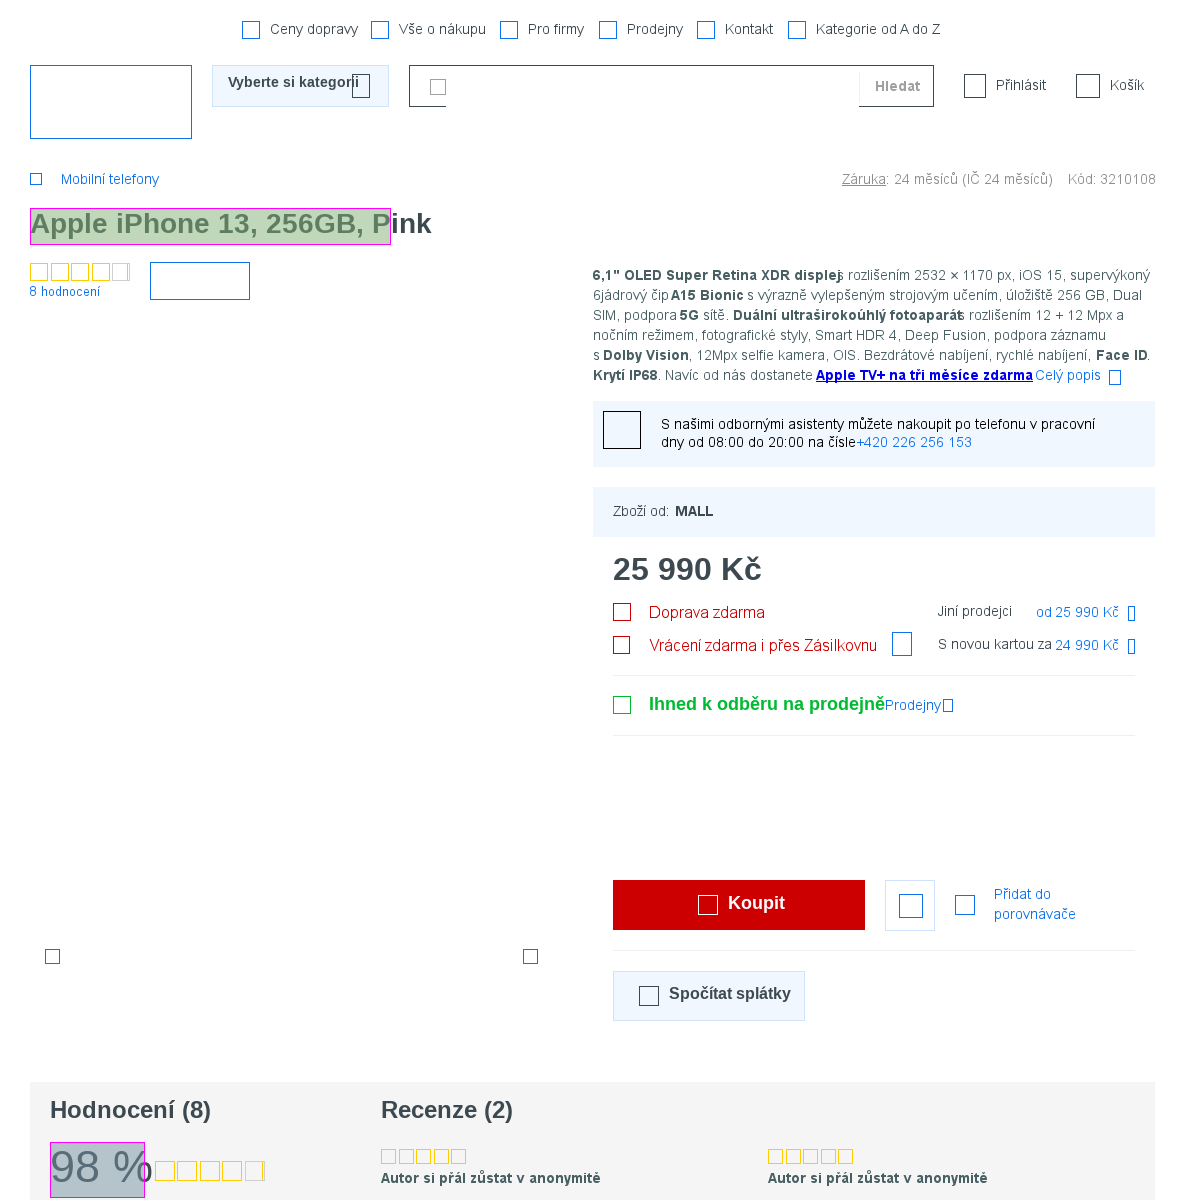 Ceny dopravy Vše o nákupu Pro firmy Prodejny Kontakt Kategorie od A do Z
Vyberte si kategorii Hledat Přihlásit Košík
Mobilní telefony Záruka: 24 měsíců (IČ 24 měsíců) Kód: 3210108
Apple iPhone 13, 256GB, Pink
8 hodnocení
6,1" OLED Super Retina XDR displej s rozlišením 2532 × 1170 px, iOS 15, supervýkoný
6jádrový čip A15 Bionic s výrazně vylepšeným strojovým učením, úložiště 256 GB, Dual
SIM, podpora 5G sítě. Duální ultraširokoúhlý fotoaparát s rozlišením 12 + 12 Mpx a
nočním režimem, fotografické styly, Smart HDR 4, Deep Fusion, podpora záznamu
s Dolby Vision, 12Mpx selfie kamera, OIS. Bezdrátové nabíjení, rychlé nabíjení, Face ID.
Krytí IP68. Navíc od nás dostanete Apple TV+ na tři měsíce zdarma Celý popis
S našimi odbornými asistenty můžete nakoupit po telefonu v pracovní
dny od 08:00 do 20:00 na čísle +420 226 256 153
Zboží od: MALL
25 990 Kč
Doprava zdarma Jiní prodejci od 25 990 Kč
Vrácení zdarma i přes Zásilkovnu S novou kartou za 24 990 Kč
Ihned k odběru na prodejně Prodejny
Koupit Přidat do
porovnávače
Spočítat splátky
Hodnocení (8) Recenze (2)
98 %
Autor si přál zůstat v anonymitě Autor si přál zůstat v anonymitě